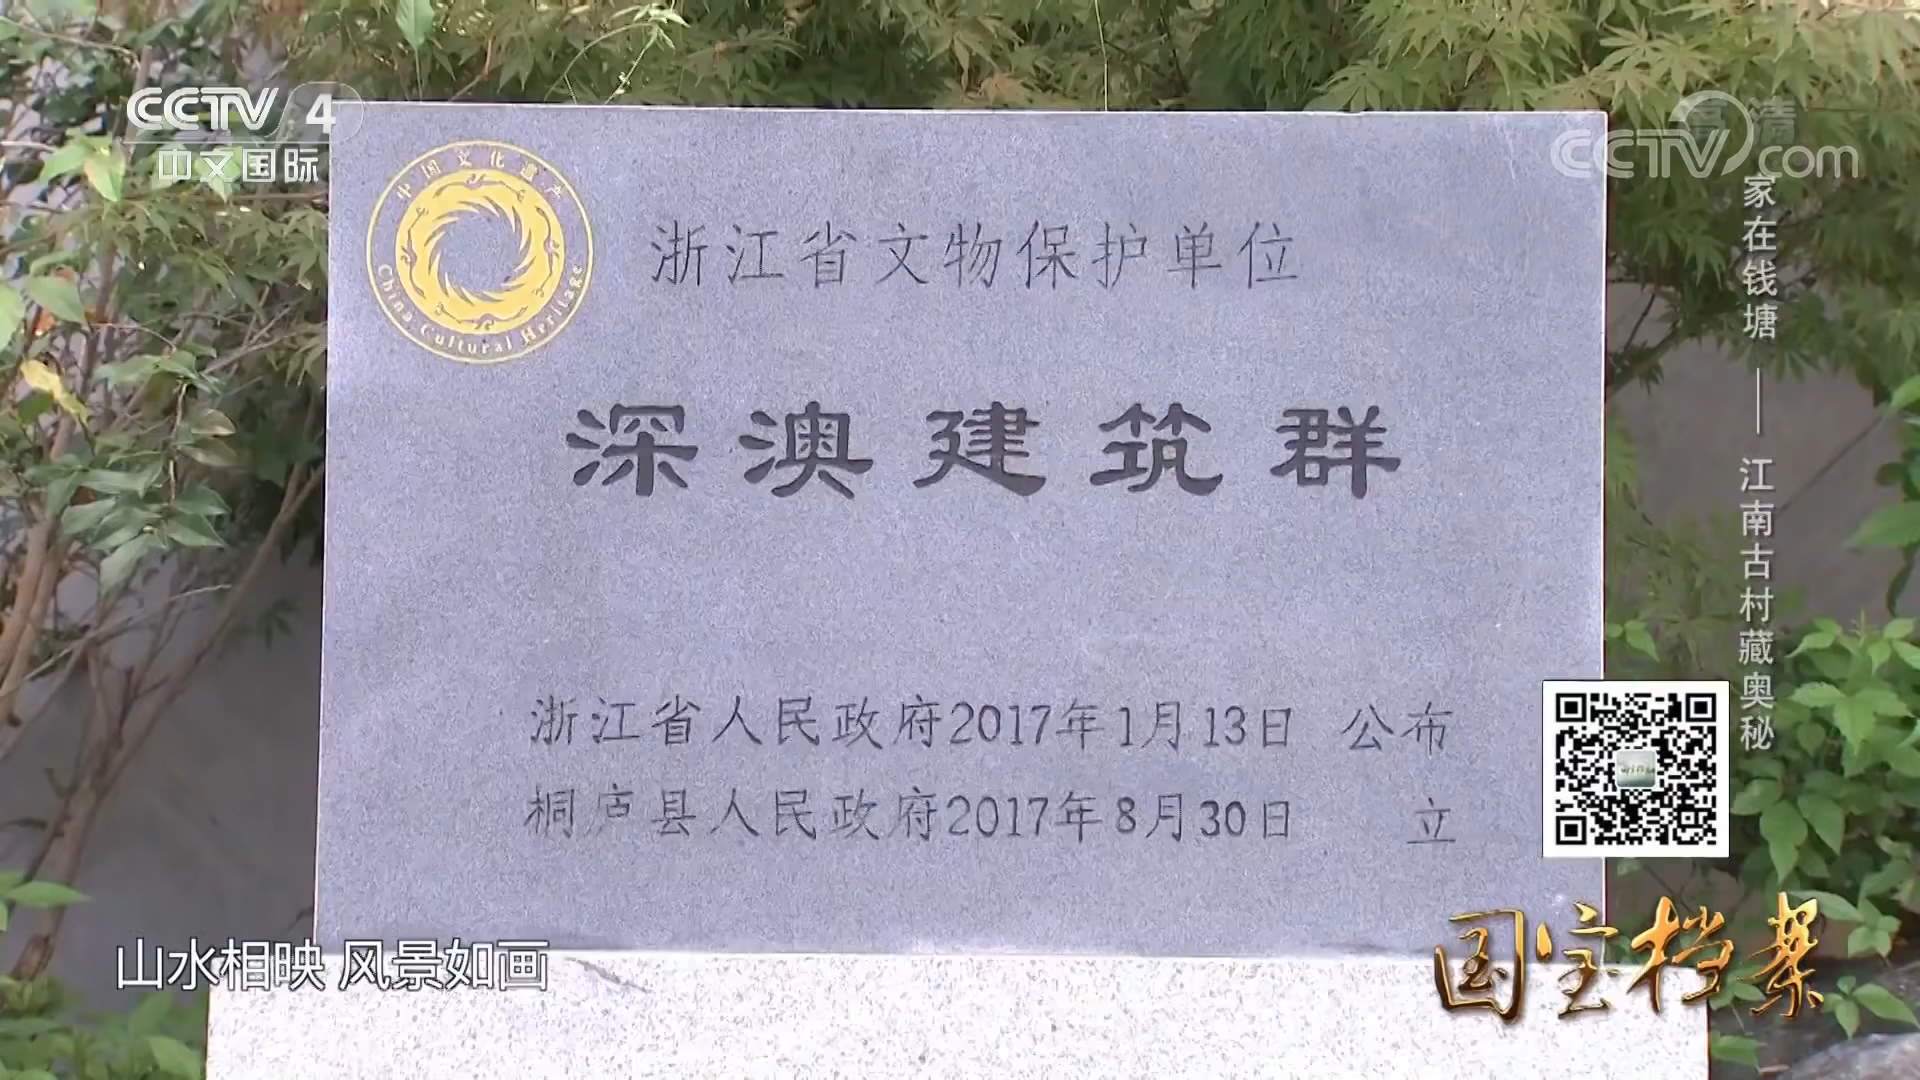 CCTV 4
中文国际
高清
CCTV.com
中国文化遗产
China Cultural Heritage
浙江省文物保护单位
深澳建筑群
浙江省人民政府2017年1月13日 公布
桐庐县人民政府2017年8月30日 立
家在钱塘——江南古村藏奥秘
山水相映 风景如画
国宝档案